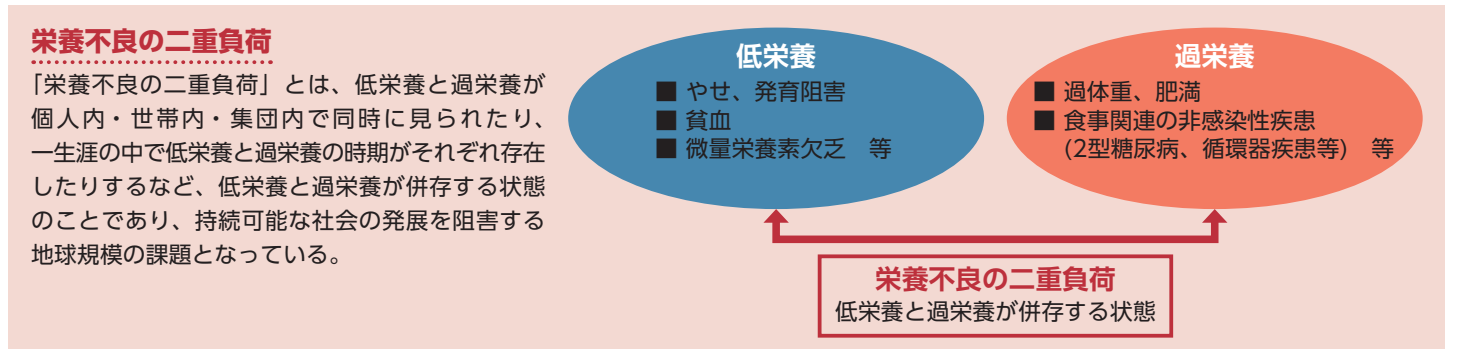 栄養不良の二重負荷
「栄養不良の二重負荷」とは、低栄養と過栄養が
個人内・世帯内・集団内で同時に見られたり、
一生涯の中で低栄養と過栄養の時期がそれぞれ存在
したりするなど、低栄養と過栄養が併存する状態
のことであり、持続可能な社会の発展を阻害する
地球規模の課題となっている。
低栄養
■ やせ、発育阻害
■ 貧血
■ 微量栄養素欠乏　等
過栄養
■ 過体重、肥満
■ 食事関連の非感染性疾患
(2型糖尿病、循環器疾患等)　等
栄養不良の二重負荷
低栄養と過栄養が併存する状態